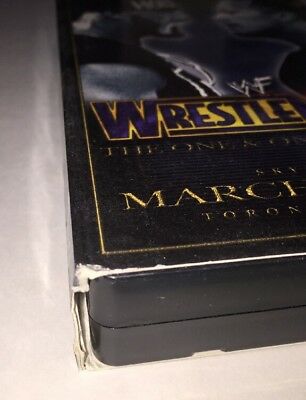 WF
WRESTLE
THE ONE & O
SKY
MARCH
TORON